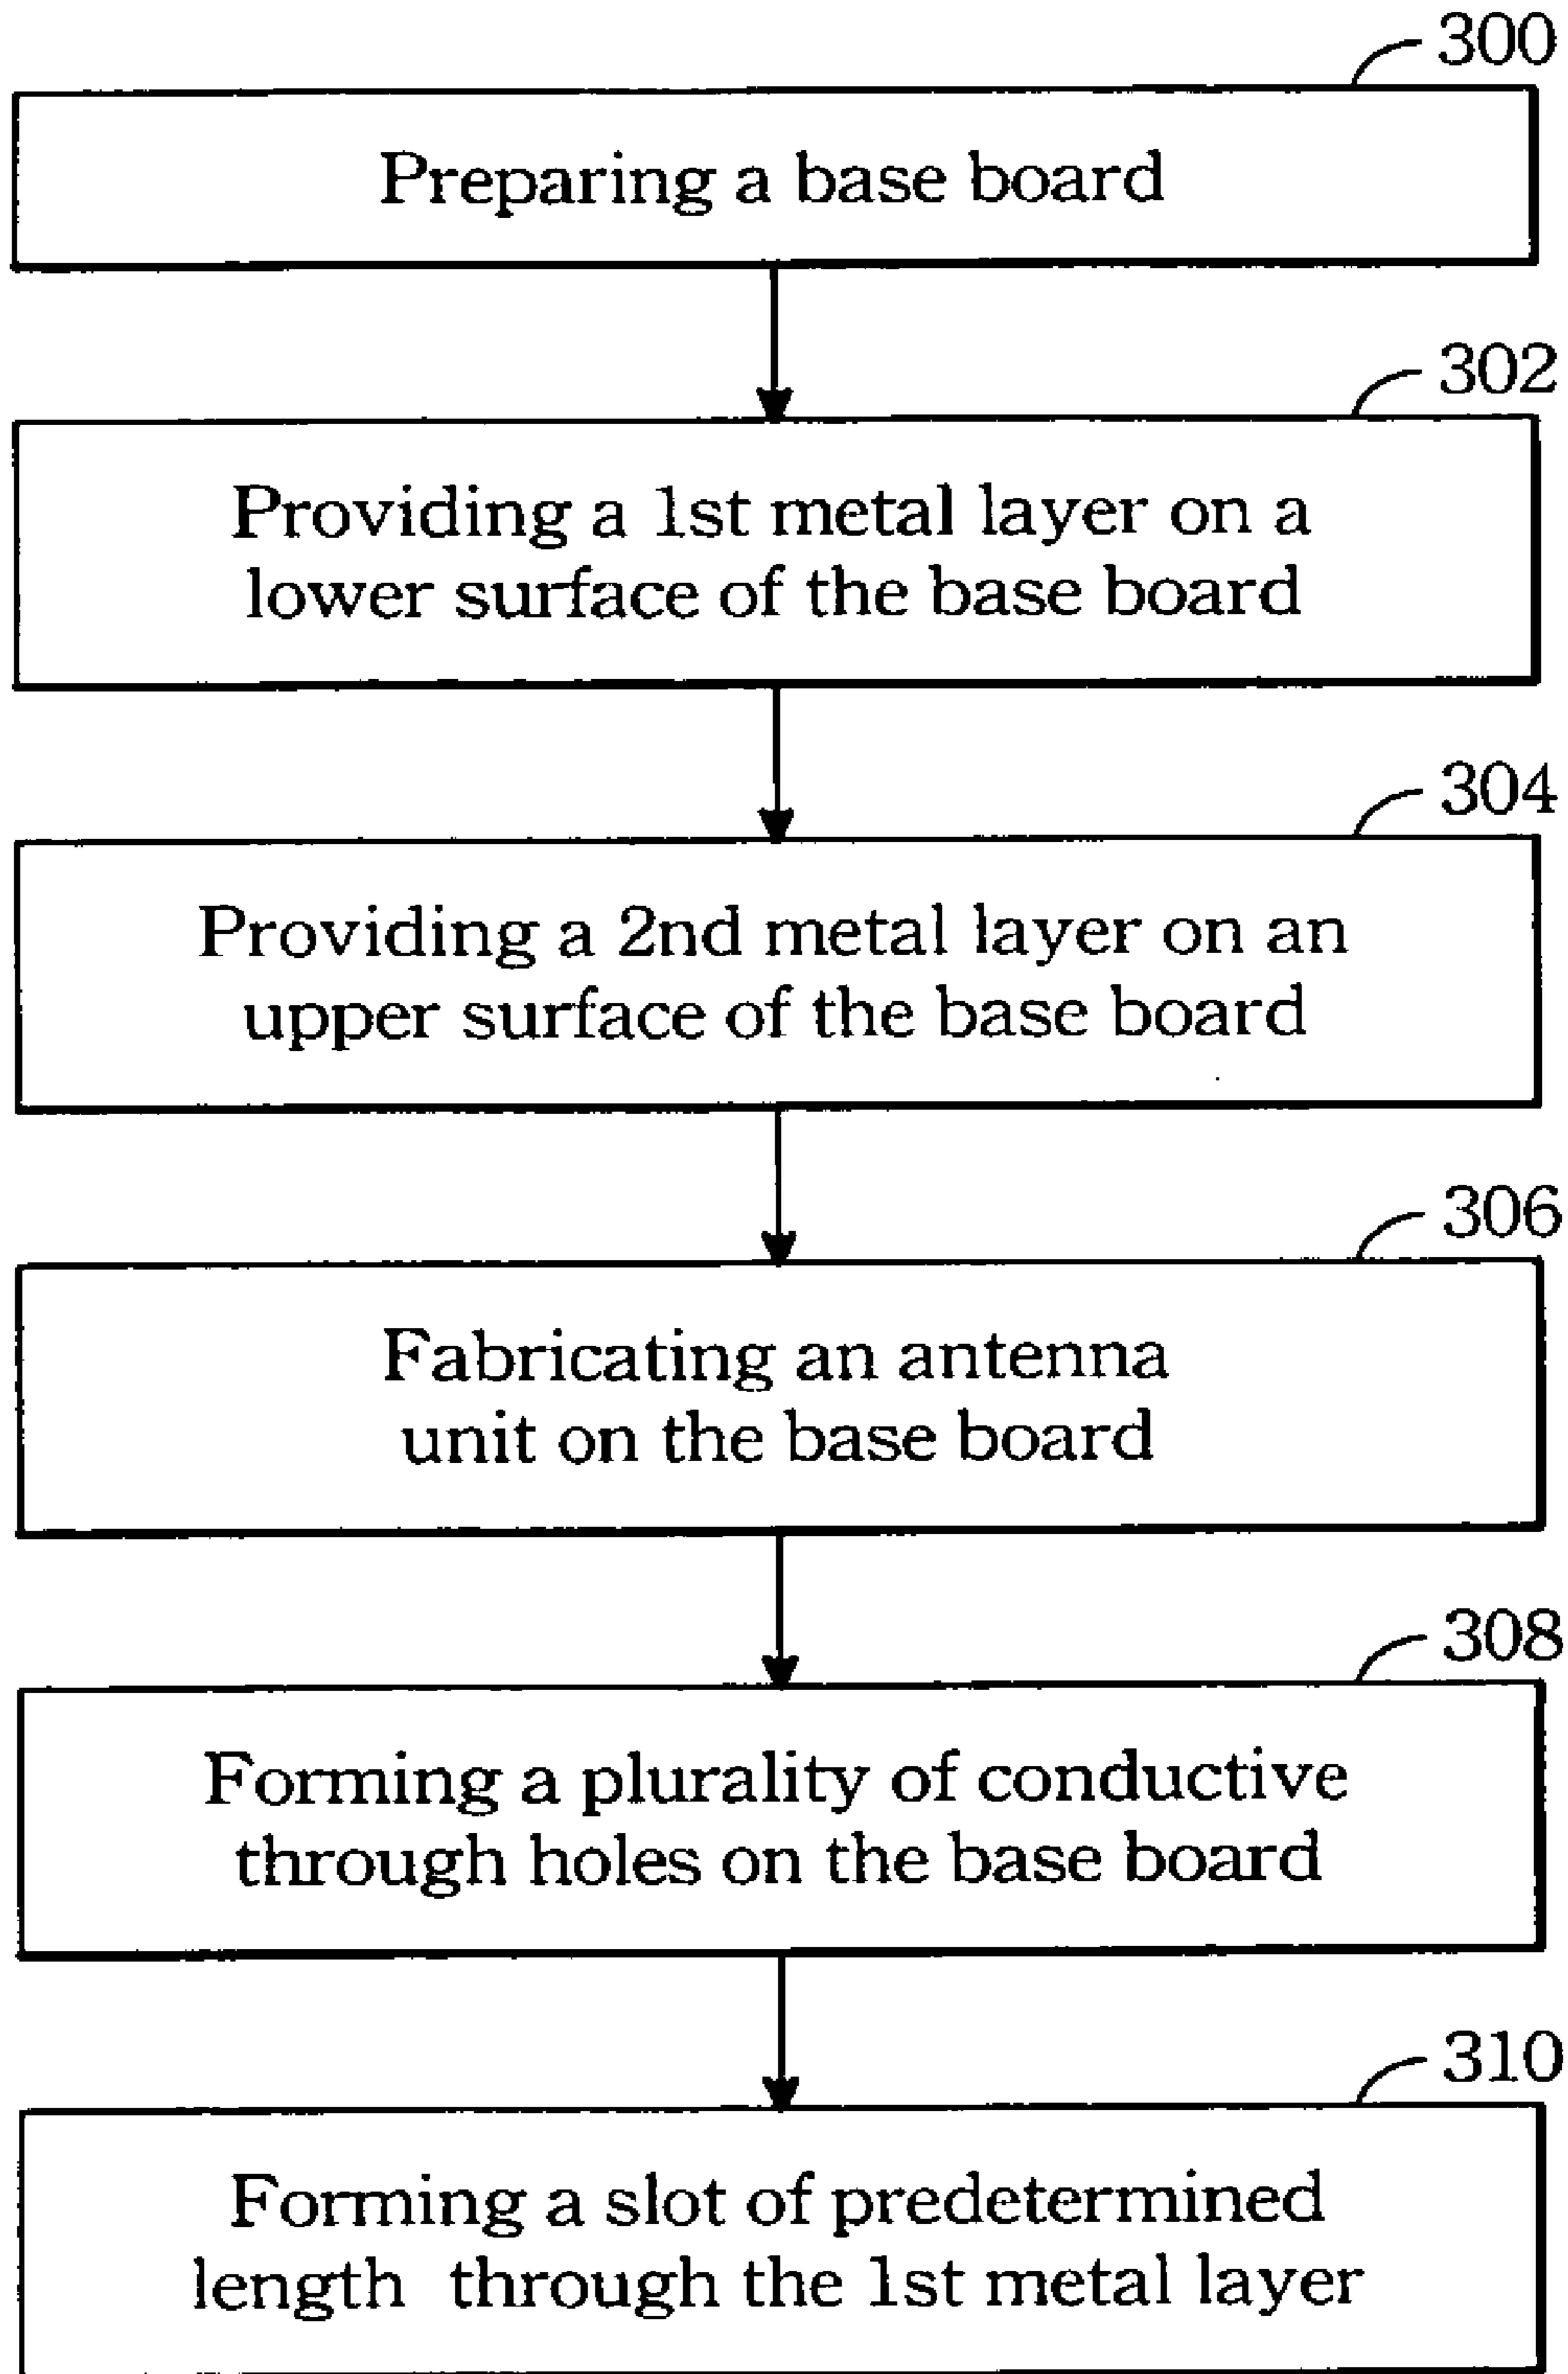 300
Preparing a base board
302
Providing a 1st metal layer on a
lower surface of the base board
304
Providing a 2nd metal layer on an
upper surface of the base board
306
Fabricating an antenna
unit on the base board
308
Forming a plurality of conductive
through holes on the base board
310
Forming a slot of predetermined
length through the 1st metal layer